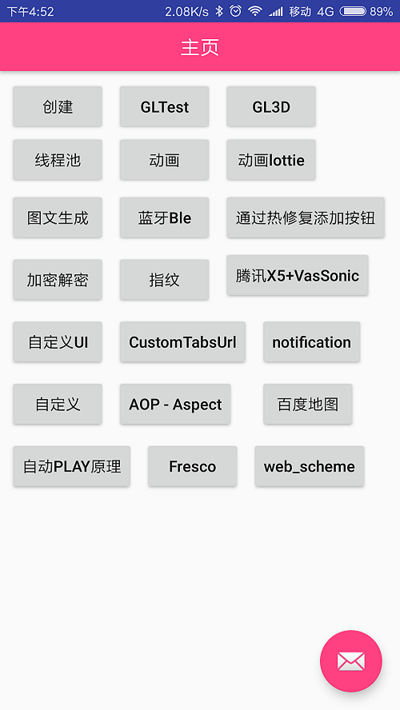 下午4:52 2.08K/s 移动 4G 89%
主页
创建 GLTest GL3D
线程池 动画 动画lottie
图文生成 蓝牙Ble 通过热修复添加按钮
加密解密 指纹 腾讯X5+VasSonic
自定义UI CustomTabsUrl notification
自定义 AOP - Aspect 百度地图
自动PLAY原理 Fresco web_scheme